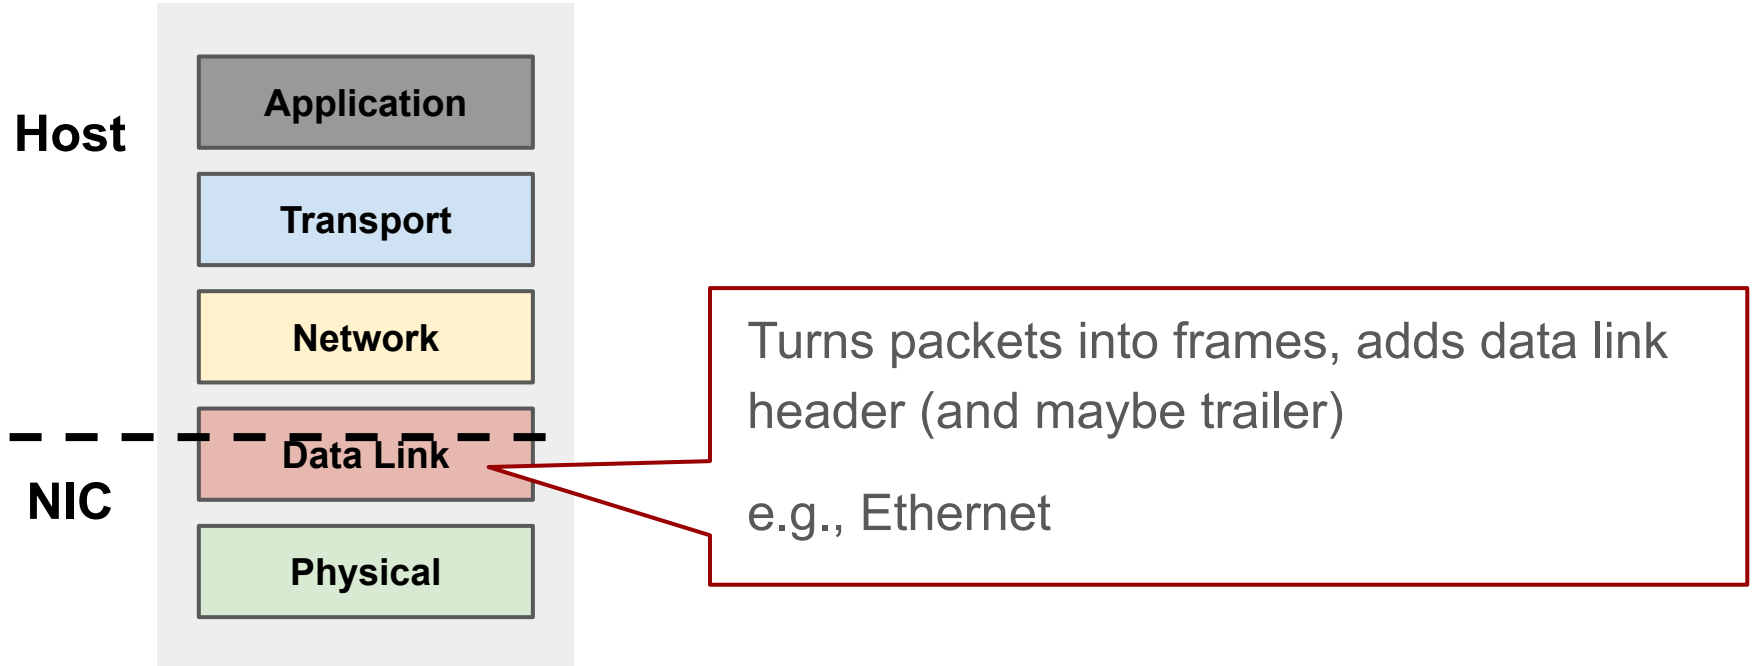 Host
Application
Transport
Network
Data Link
NIC
Physical
Turns packets into frames, adds data link
header (and maybe trailer)
e.g., Ethernet